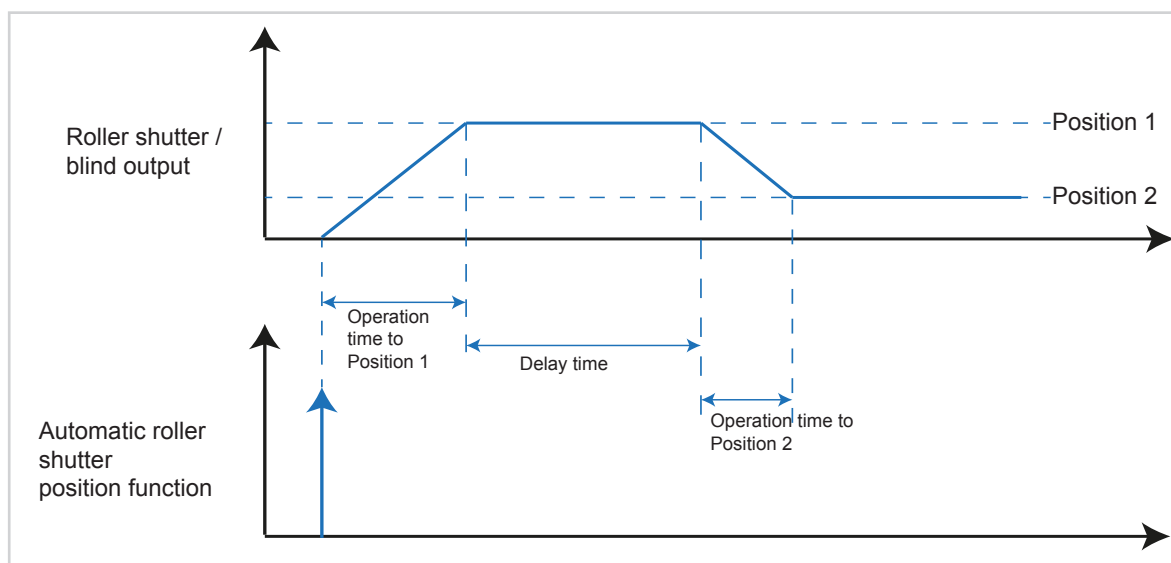 Roller shutter /
blind output
Position 1
Position 2
Operation
time to
Position 1
Delay time
Operation time to
Position 2
Automatic roller
shutter
position function